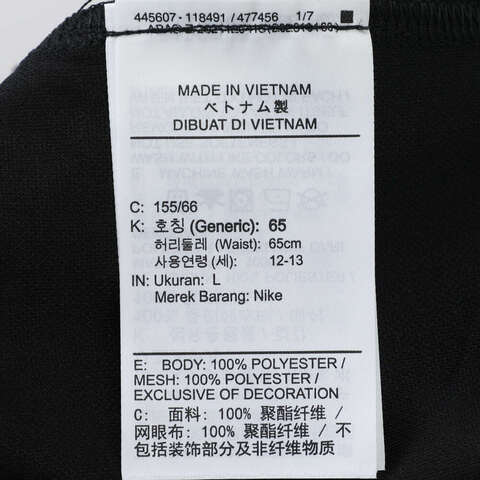 445607-118491 / 477456 1/7
MADE IN VIETNAM
ベトナム製
DIBUAT DI VIETNAM
C: 155/66
K: 호칭 (Generic): 65
허리둘레 (Waist): 65cm
사용연령 (세): 12-13
IN: Ukuran: L
Merek Barang: Nike
E: BODY: 100% POLYESTER /
MESH: 100% POLYESTER /
EXCLUSIVE OF DECORATION
C: 面料: 100% 聚酯纤维 /
网眼布: 100% 聚酯纤维 / 不
包括装饰部分及非纤维物质